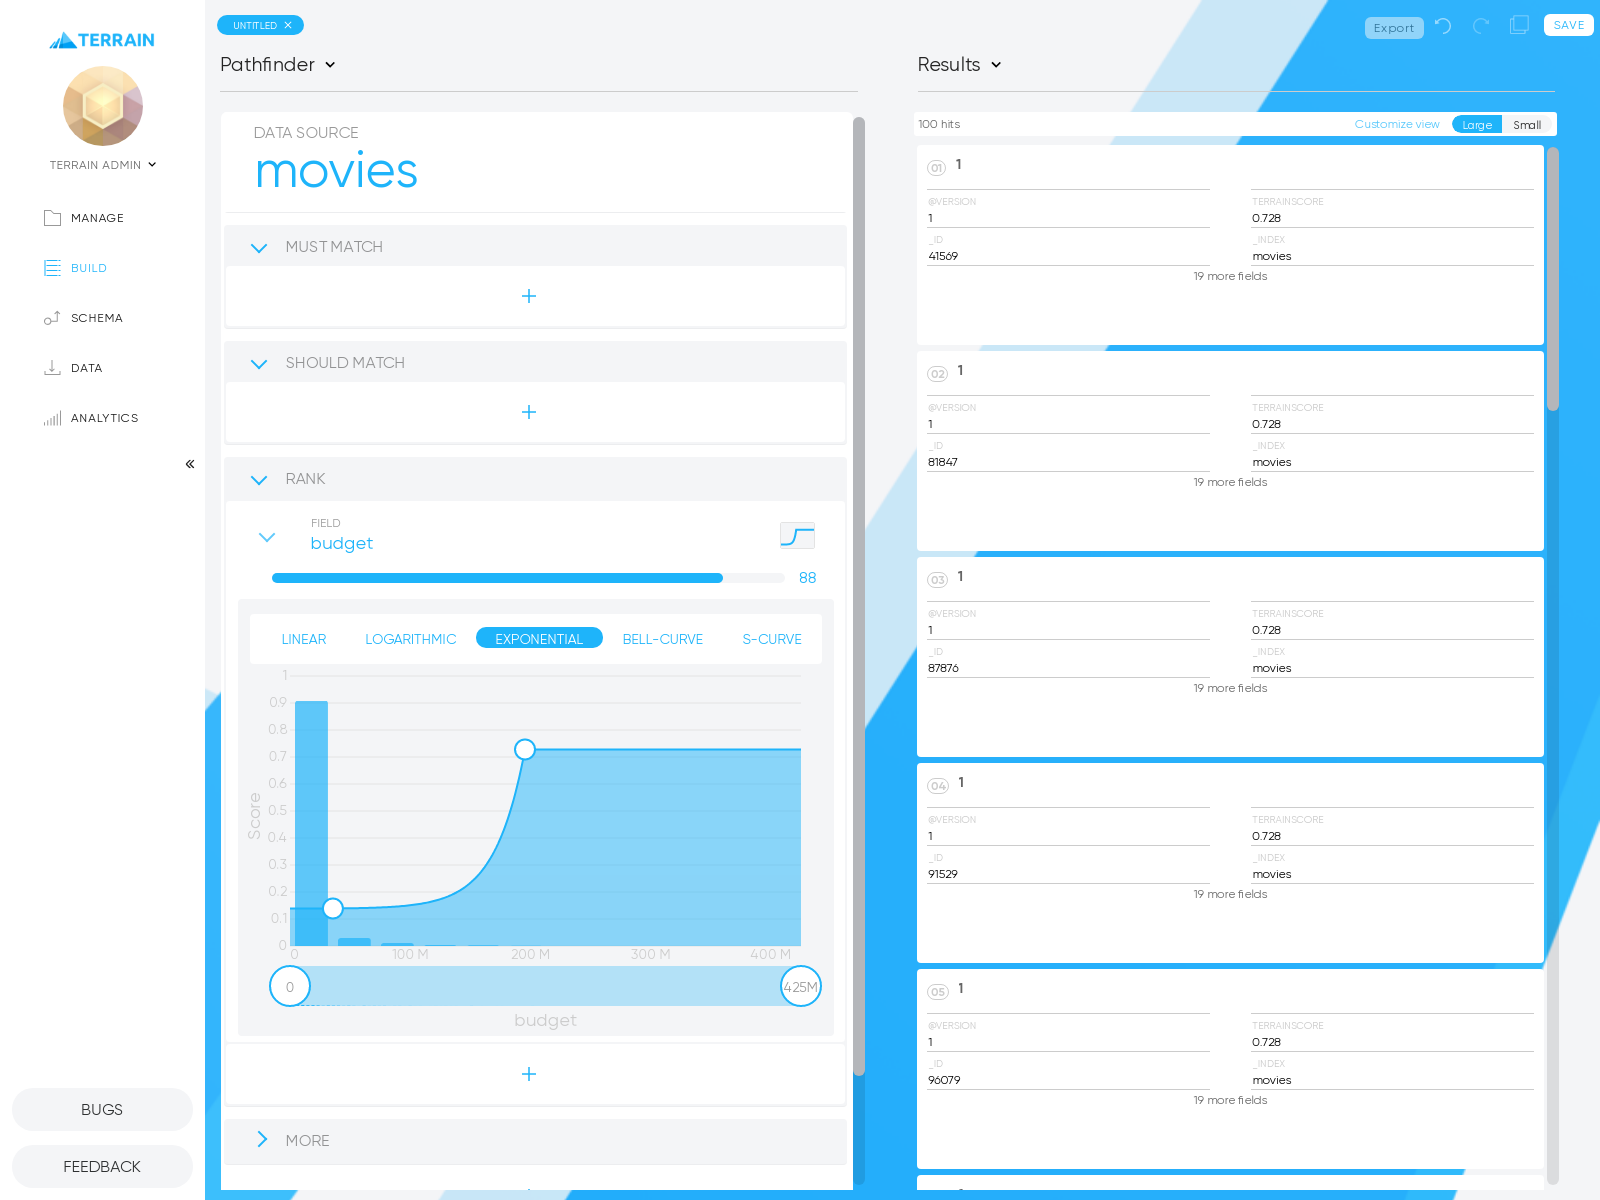 TERRAIN
TERRAIN ADMIN
MANAGE
BUILD
SCHEMA
DATA
ANALYTICS
BUGS
FEEDBACK
UNTITLED
Pathfinder
DATA SOURCE
movies
MUST MATCH
+
SHOULD MATCH
+
RANK
FIELD
budget
88
LINEAR LOGARITHMIC EXPONENTIAL BELL-CURVE S-CURVE
1
0.9
0.8
0.7
0.6
0.5
0.4
0.3
0.2
0.1
0
Score
0 100 M 200 M 300 M 400 M
0 425M
budget
+
MORE
Export SAVE
Results
100 hits Customize view Large Small
01 1
@VERSION TERRAINSCORE
1 0.728
_ID _INDEX
41569 movies
19 more fields
02 1
@VERSION TERRAINSCORE
1 0.728
_ID _INDEX
81847 movies
19 more fields
03 1
@VERSION TERRAINSCORE
1 0.728
_ID _INDEX
87876 movies
19 more fields
04 1
@VERSION TERRAINSCORE
1 0.728
_ID _INDEX
91529 movies
19 more fields
05 1
@VERSION TERRAINSCORE
1 0.728
_ID _INDEX
96079 movies
19 more fields